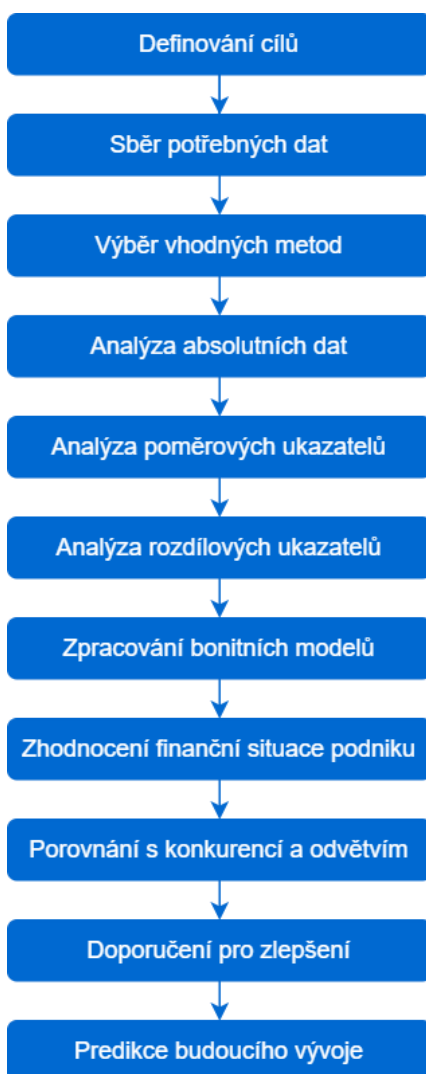 Definování cílů
Sběr potřebných dat
Výběr vhodných metod
Analýza absolutních dat
Analýza poměrových ukazatelů
Analýza rozdílových ukazatelů
Zpracování bonitních modelů
Zhodnocení finanční situace podniku
Porovnání s konkurencí a odvětvím
Doporučení pro zlepšení
Predikce budoucího vývoje